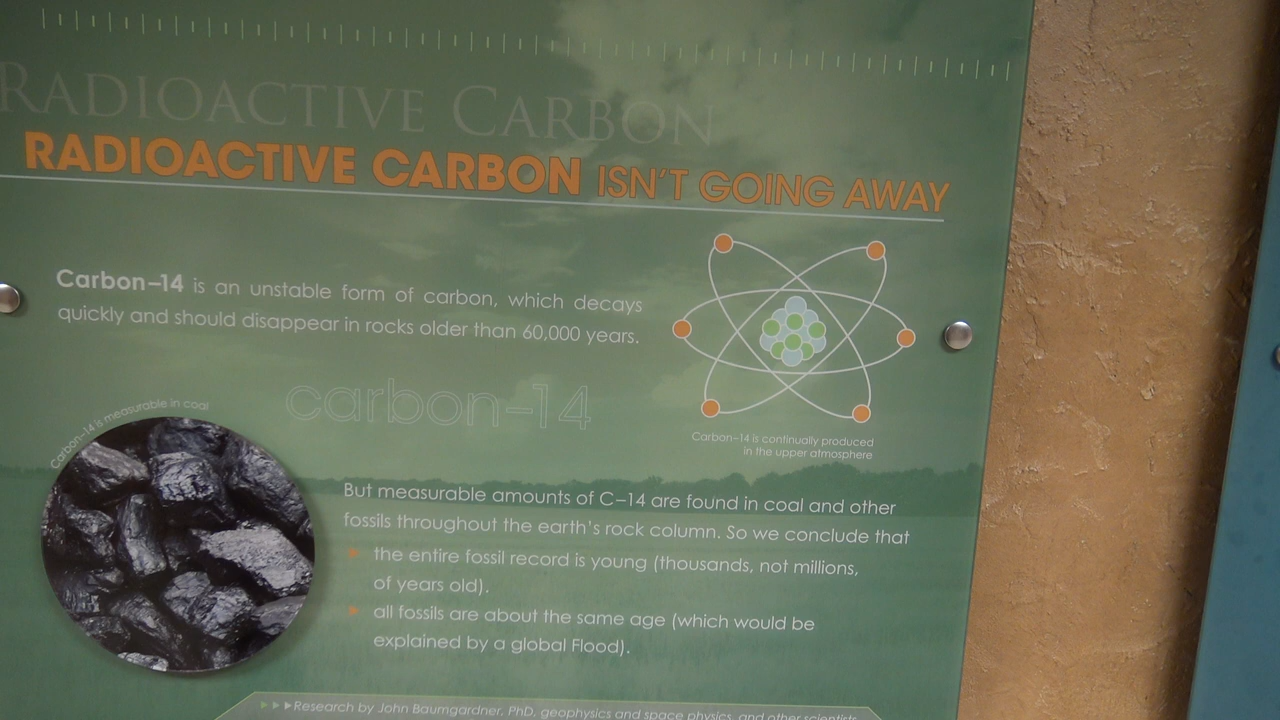 RADIOACTIVE CARBON
RADIOACTIVE CARBON ISN'T GOING AWAY
Carbon–14 is an unstable form of carbon, which decays
quickly and should disappear in rocks older than 60,000 years.
carbon–14
Carbon–14 is continually produced
in the upper atmosphere
Carbon–14 is measurable in coal
But measurable amounts of C–14 are found in coal and other
fossils throughout the earth's rock column. So we conclude that
the entire fossil record is young (thousands, not millions,
of years old).
all fossils are about the same age (which would be
explained by a global Flood).
Research by John Baumgardner, PhD, geophysics and space physics, and other scientists